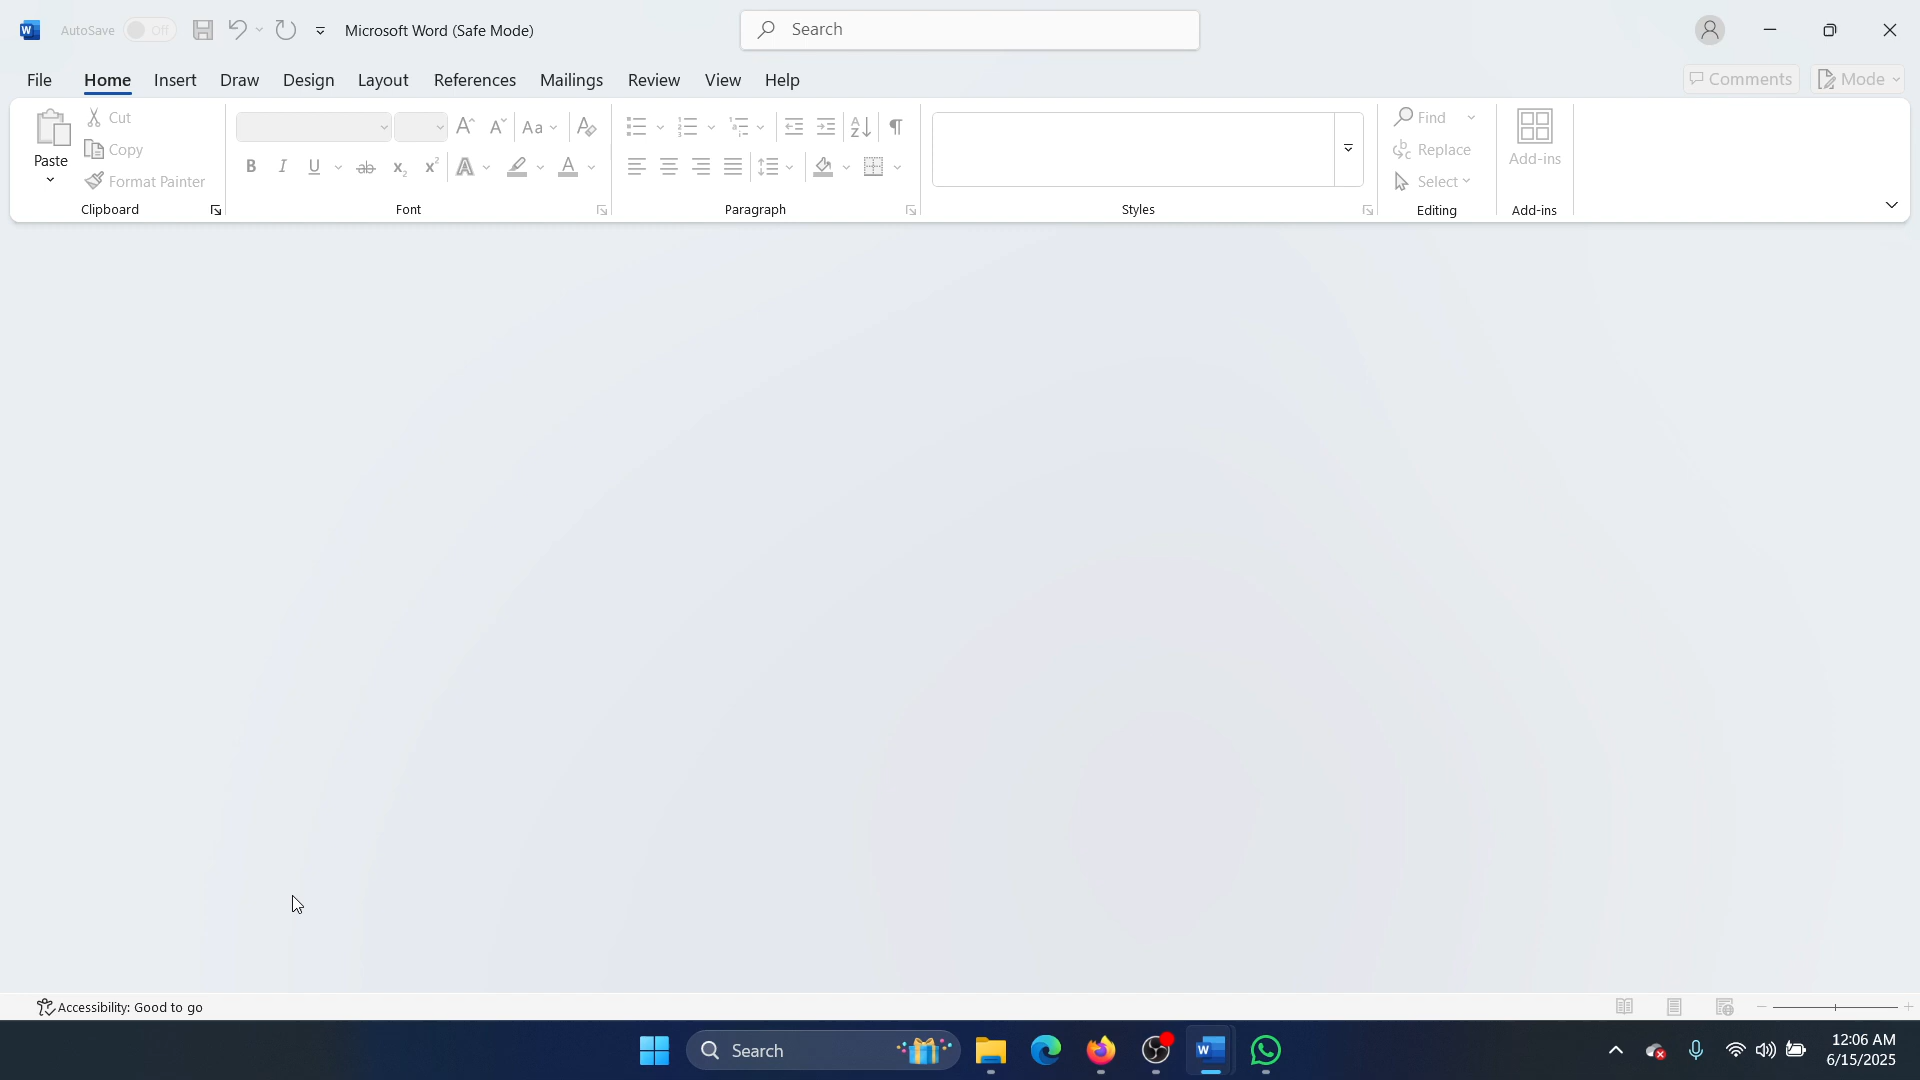 AutoSave Off Microsoft Word (Safe Mode) Search
File Home Insert Draw Design Layout References Mailings Review View Help Comments Mode
Paste Cut Copy Format Painter
Find Replace Select Add-ins
Clipboard Font Paragraph Styles Editing Add-ins
Accessibility: Good to go
Search
12:06 AM
6/15/2025